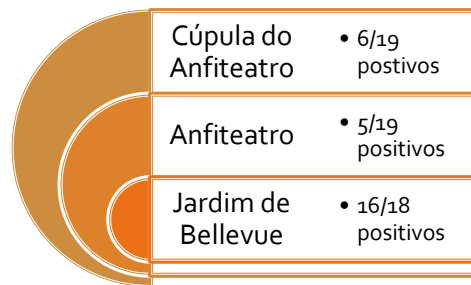 Cúpula do
Anfiteatro
• 6/19
postivos
Anfiteatro
• 5/19
positivos
Jardim de
Bellevue
• 16/18
positivos